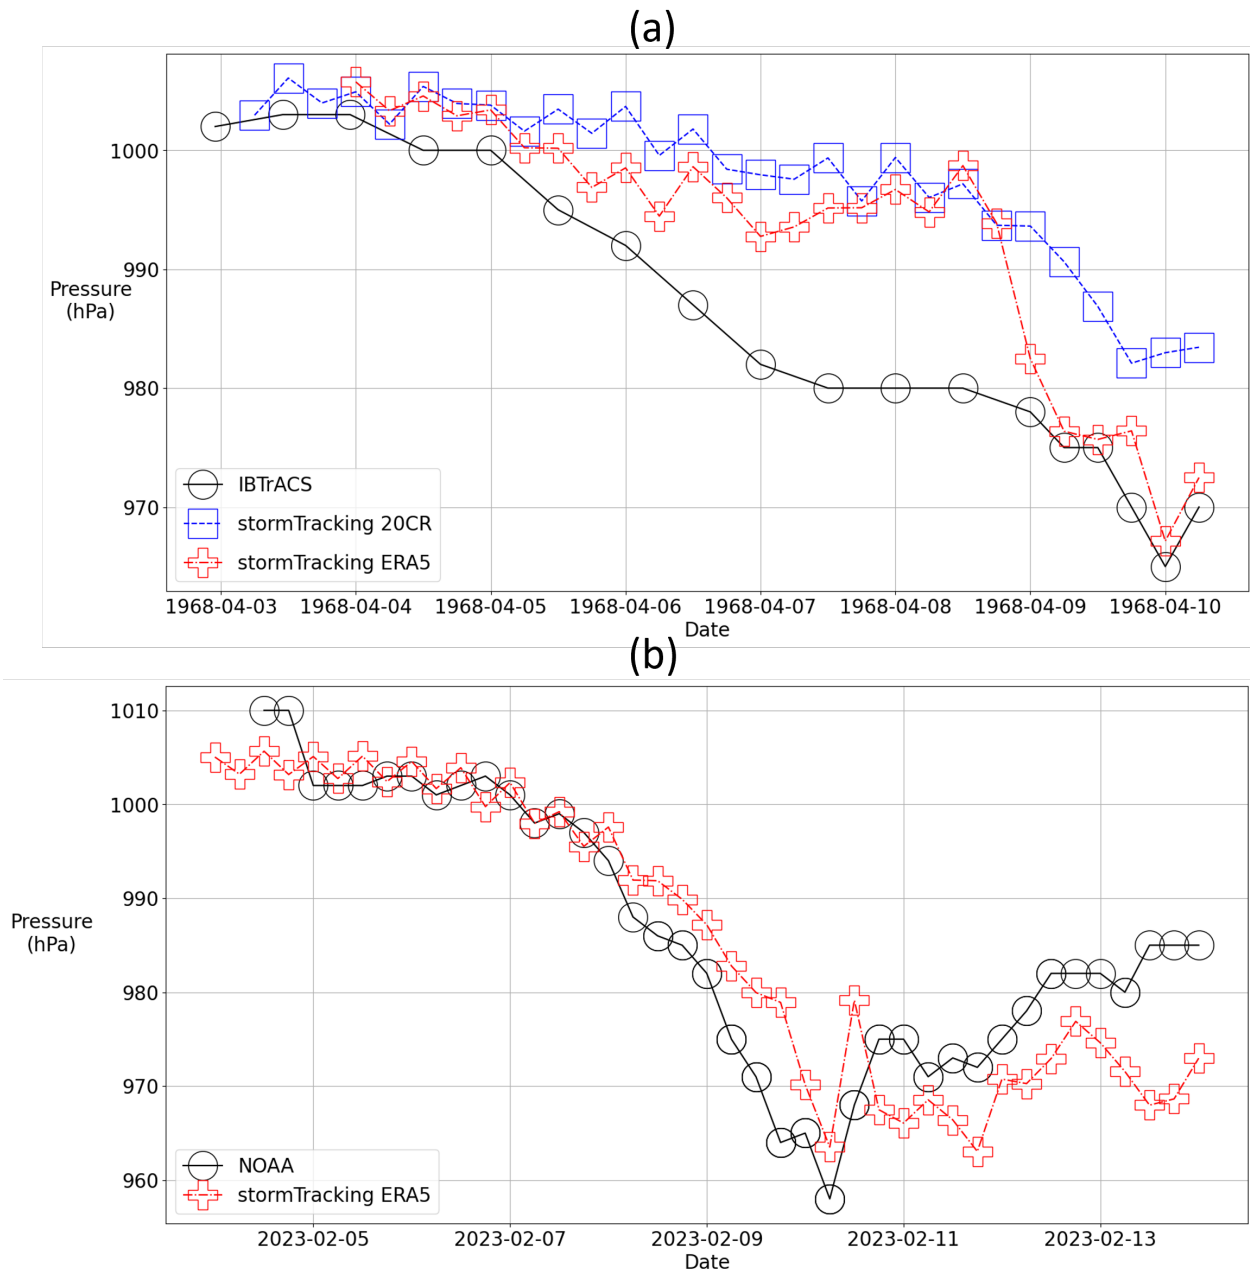 (a)
1000
990
980
970
Pressure
(hPa)
IBTrACS
stormTracking 20CR
stormTracking ERA5
1968-04-03 1968-04-04 1968-04-05 1968-04-06 1968-04-07 1968-04-08 1968-04-09 1968-04-10
Date
(b)
1010
1000
990
980
970
960
Pressure
(hPa)
NOAA
stormTracking ERA5
2023-02-05 2023-02-07 2023-02-09 2023-02-11 2023-02-13
Date